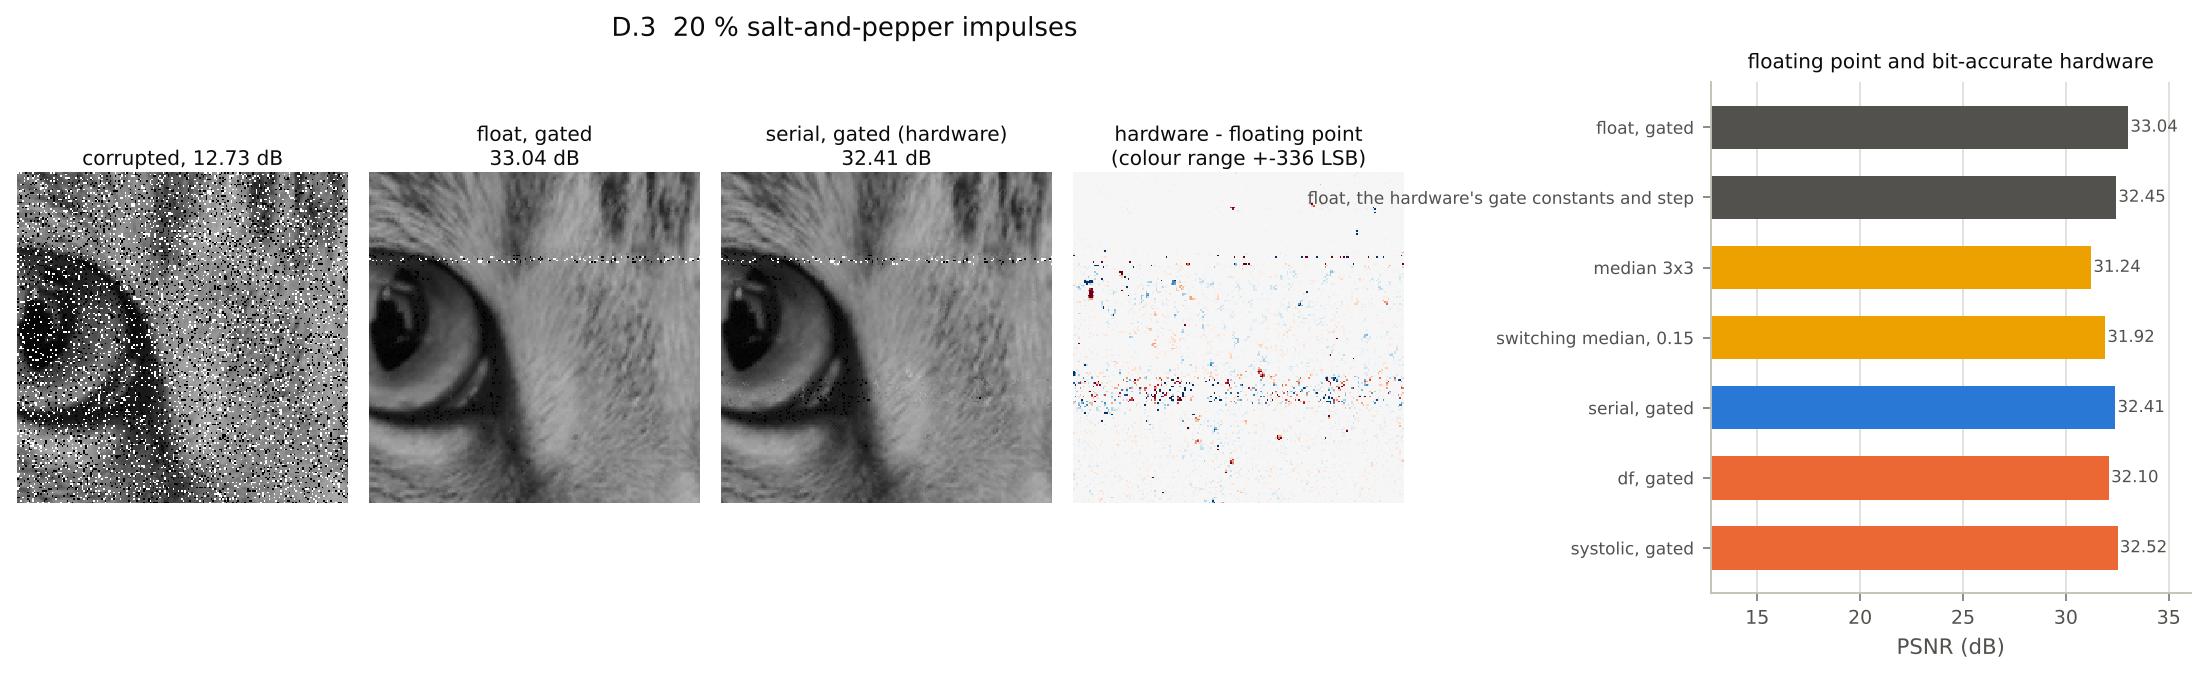 D.3  20 % salt-and-pepper impulses
corrupted, 12.73 dB
float, gated
33.04 dB
serial, gated (hardware)
32.41 dB
hardware - floating point
(colour range +-336 LSB)
floating point and bit-accurate hardware
float, gated
33.04
float, the hardware's gate constants and step
32.45
median 3x3
31.24
switching median, 0.15
31.92
serial, gated
32.41
df, gated
32.10
systolic, gated
32.52
15 20 25 30 35
PSNR (dB)